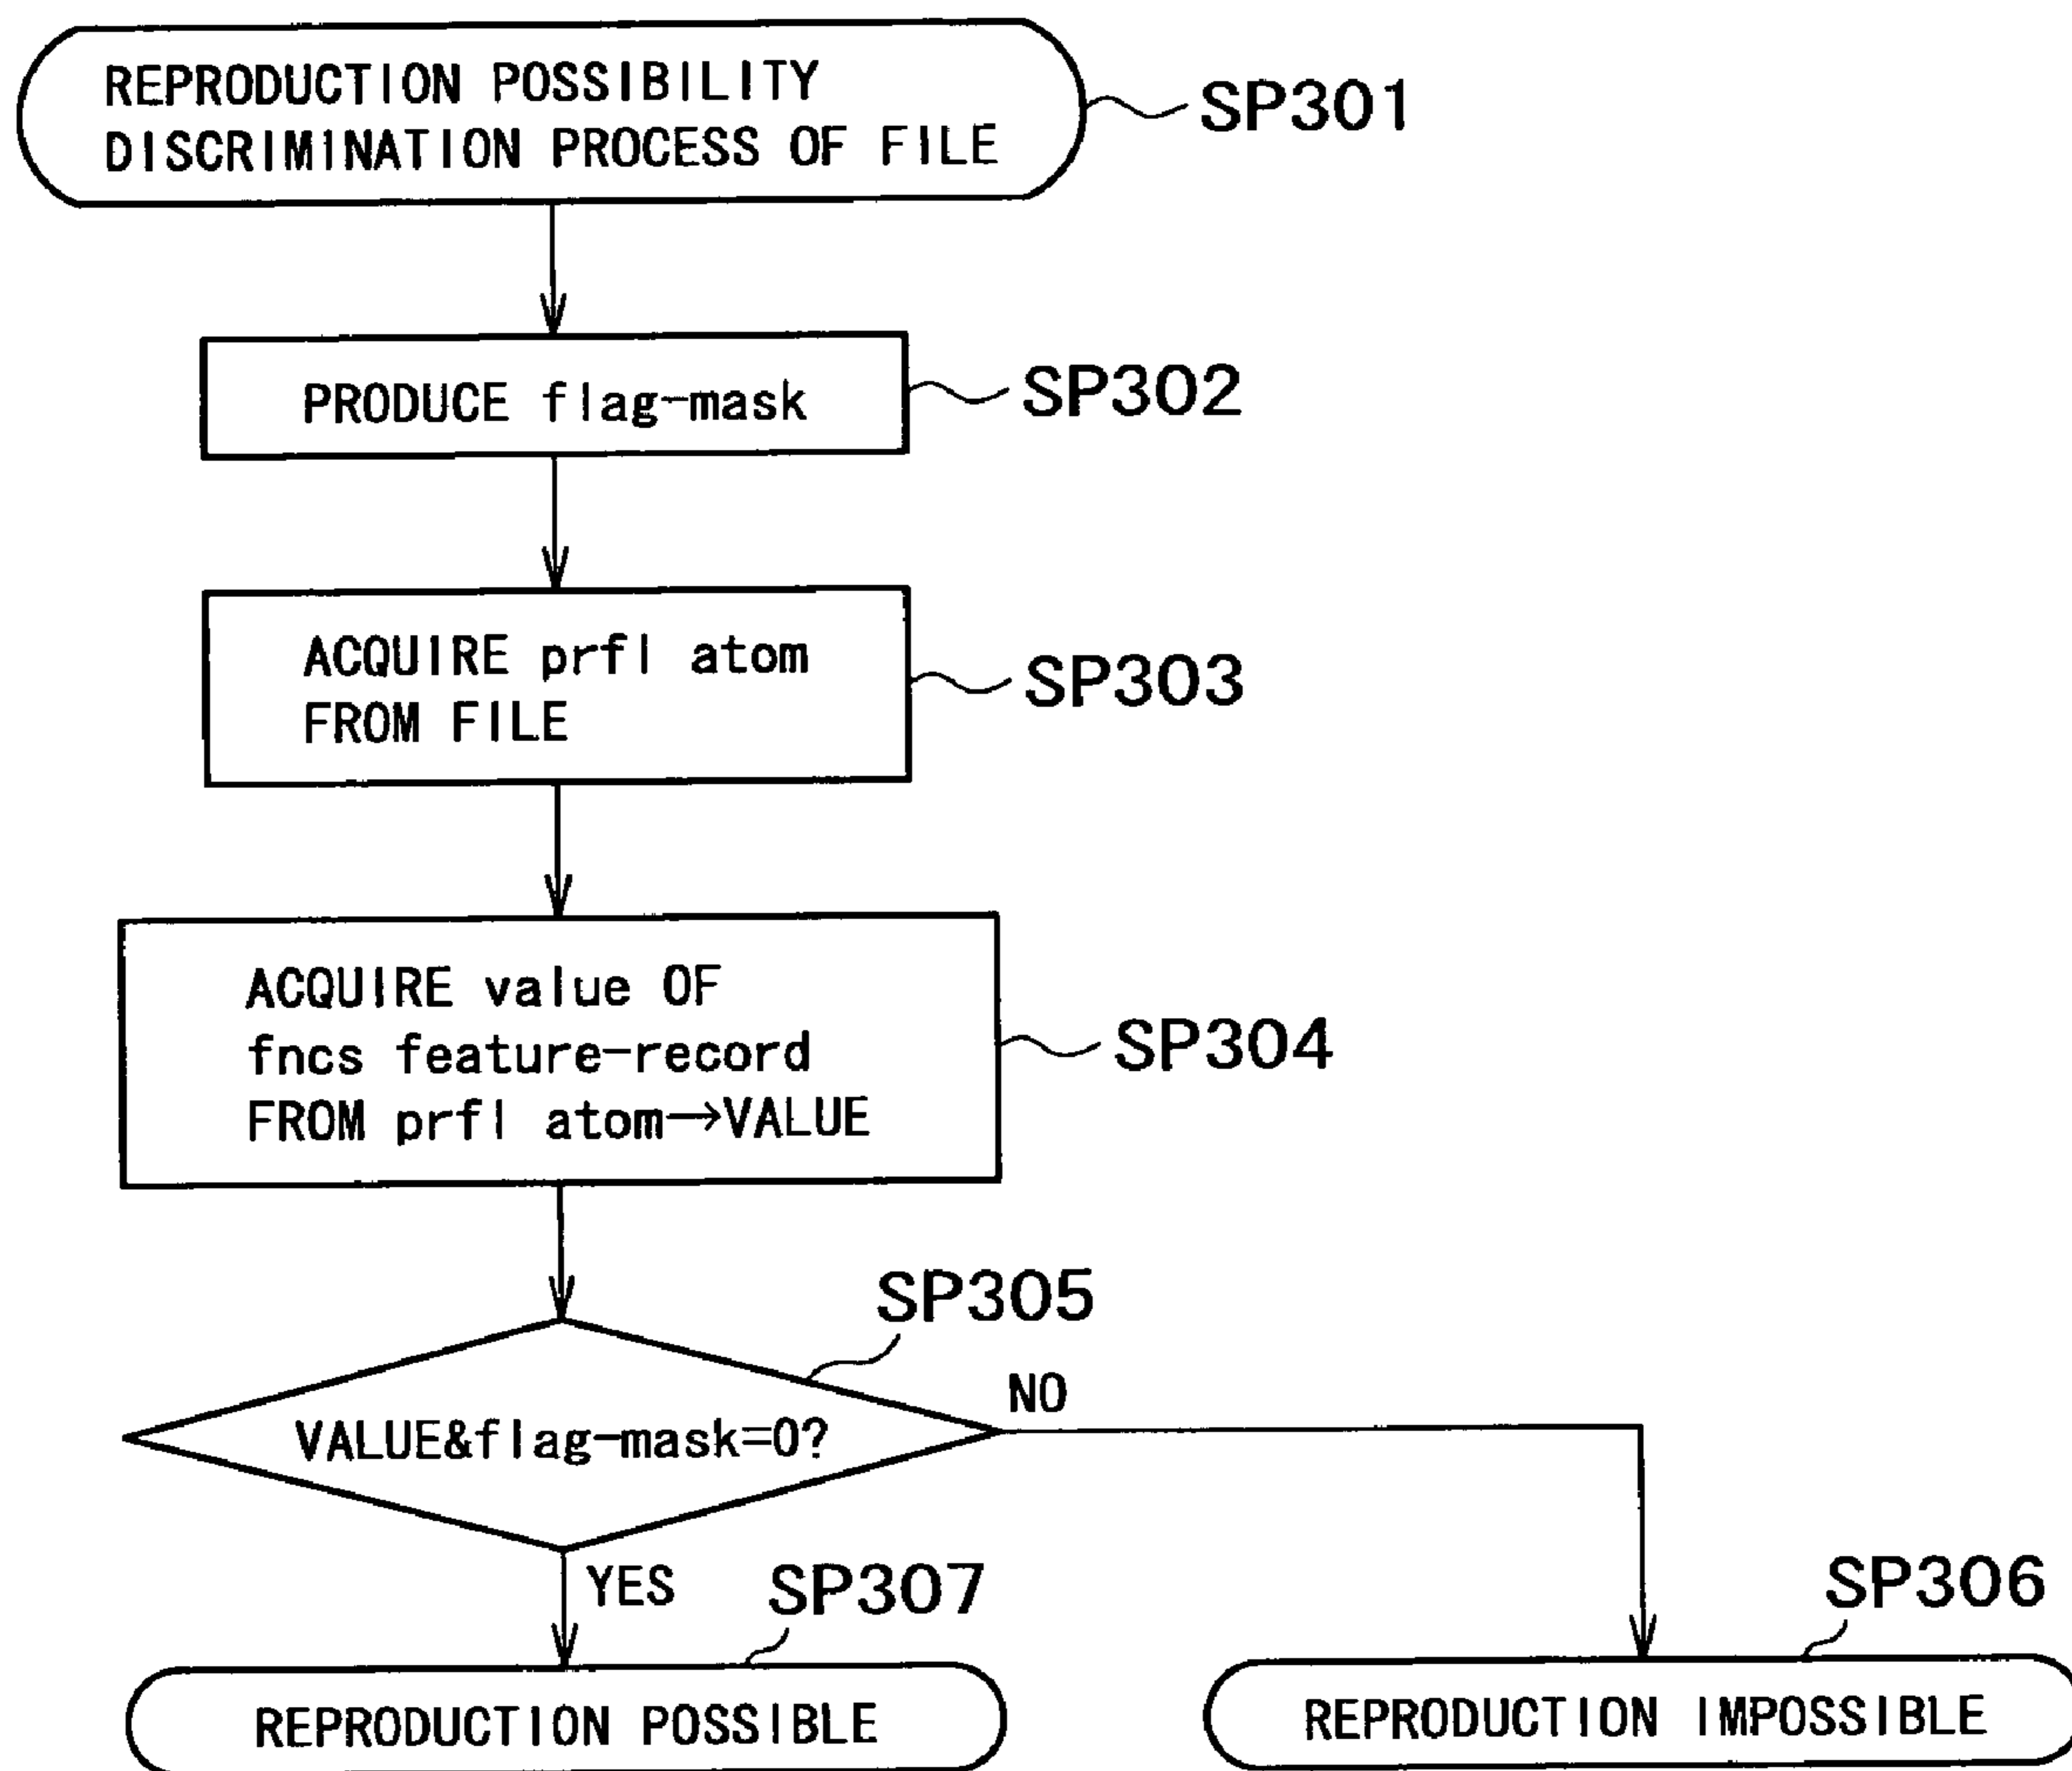 REPRODUCTION POSSIBILITY
DISCRIMINATION PROCESS OF FILE
SP301
PRODUCE flag-mask
SP302
ACQUIRE prfl atom
FROM FILE
SP303
ACQUIRE value OF
fncs feature-record
FROM prfl atom→VALUE
SP304
SP305
VALUE&flag-mask=0?
NO
YES
SP307
SP306
REPRODUCTION POSSIBLE
REPRODUCTION IMPOSSIBLE